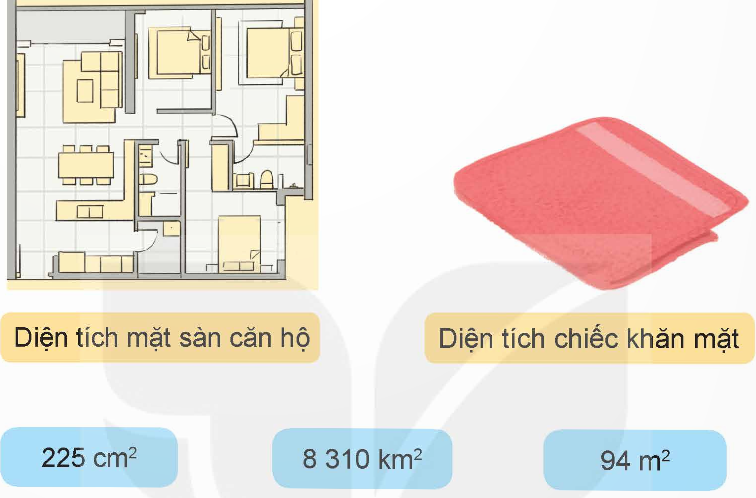 Diện tích mặt sàn căn hộ
Diện tích chiếc khăn mặt
225 cm²
8 310 km²
94 m²